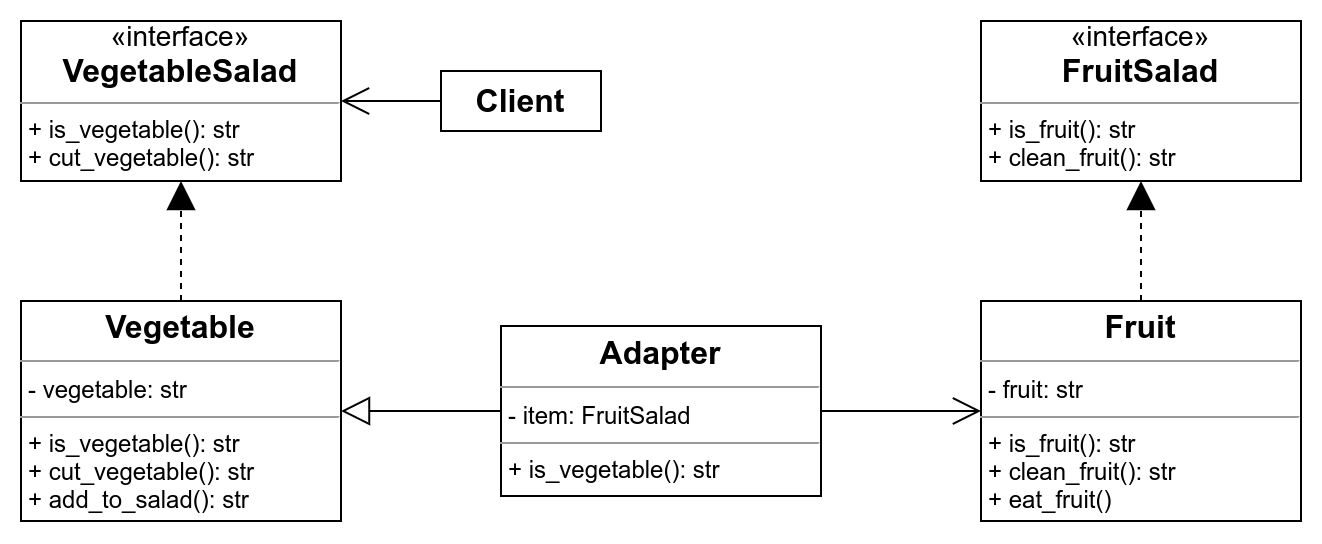 «interface»
VegetableSalad
+ is_vegetable(): str
+ cut_vegetable(): str
Client
«interface»
FruitSalad
+ is_fruit(): str
+ clean_fruit(): str
Vegetable
- vegetable: str
+ is_vegetable(): str
+ cut_vegetable(): str
+ add_to_salad(): str
Adapter
- item: FruitSalad
+ is_vegetable(): str
Fruit
- fruit: str
+ is_fruit(): str
+ clean_fruit(): str
+ eat_fruit()